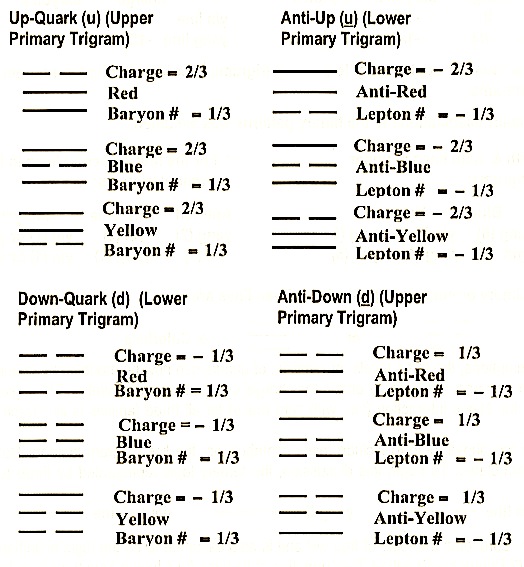 Up-Quark (u) (Upper
Primary Trigram)
Charge = 2/3
Red
Baryon # = 1/3
Charge = 2/3
Blue
Baryon # = 1/3
Charge = 2/3
Yellow
Baryon # = 1/3
Anti-Up (u) (Lower
Primary Trigram)
Charge = - 2/3
Anti-Red
Lepton # = - 1/3
Charge = - 2/3
Anti-Blue
Lepton # = - 1/3
Charge = - 2/3
Anti-Yellow
Lepton # = - 1/3
Down-Quark (d) (Lower
Primary Trigram)
Charge = - 1/3
Red
Baryon # = 1/3
Charge = - 1/3
Blue
Baryon # = 1/3
Charge = - 1/3
Yellow
Baryon # = 1/3
Anti-Down (d) (Upper
Primary Trigram)
Charge = 1/3
Anti-Red
Lepton # = - 1/3
Charge = 1/3
Anti-Blue
Lepton # = - 1/3
Charge = 1/3
Anti-Yellow
Lepton # = - 1/3